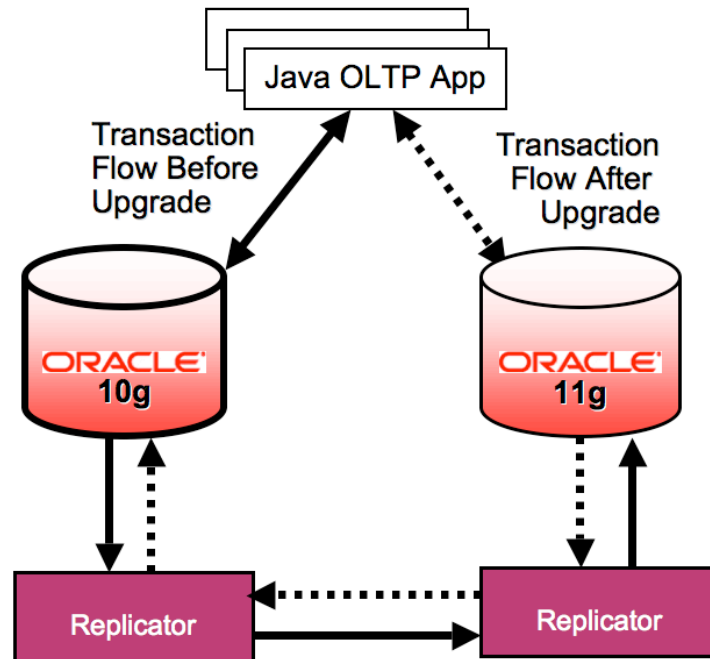 Java OLTP App
Transaction
Flow Before
Upgrade
Transaction
Flow After
Upgrade
ORACLE
10g
ORACLE
11g
Replicator
Replicator